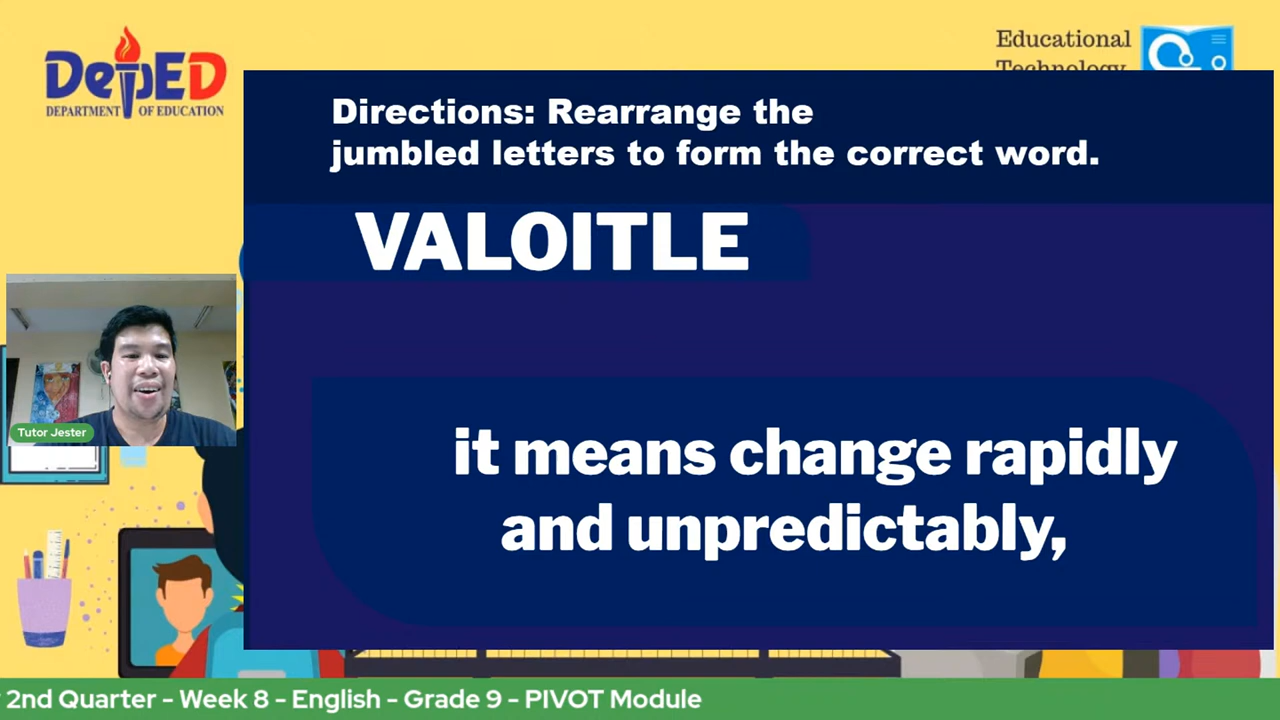 DepED
DEPARTMENT OF EDUCATION
Educational
Technology
Directions: Rearrange the
jumbled letters to form the correct word.
VALOITLE
it means change rapidly
and unpredictably,
Tutor Jester
2nd Quarter - Week 8 - English - Grade 9 - PIVOT Module